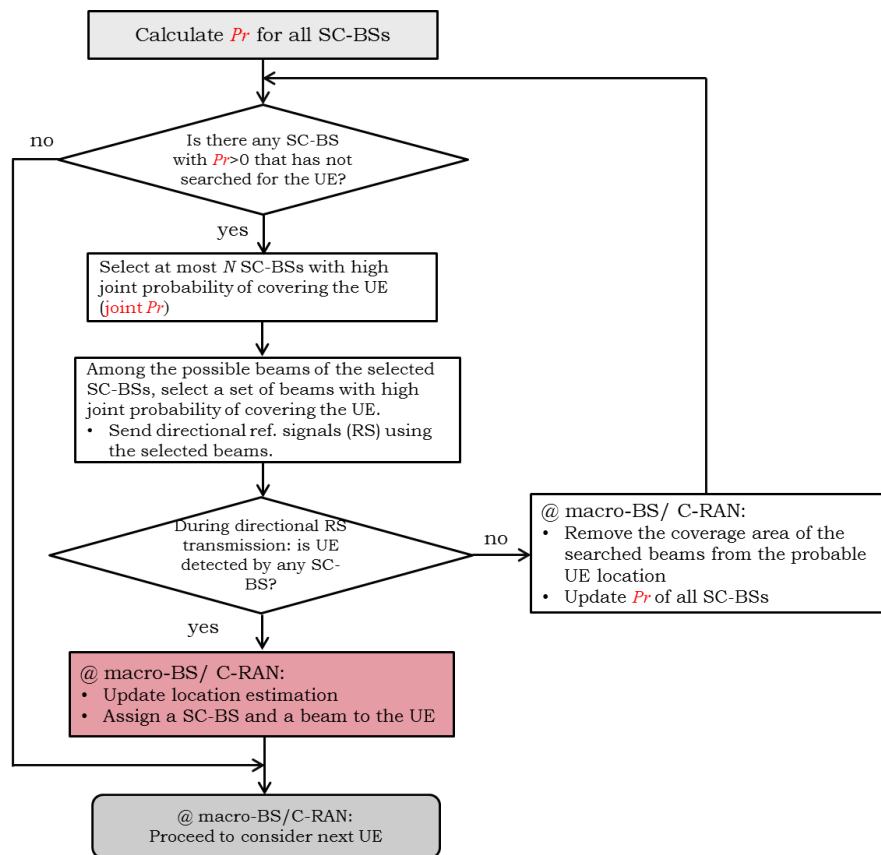 Calculate Pr for all SC-BSs
no
Is there any SC-BS
with Pr>0 that has not
searched for the UE?
yes
Select at most N SC-BSs with high
joint probability of covering the UE
(joint Pr)
Among the possible beams of the selected
SC-BSs, select a set of beams with high
joint probability of covering the UE.
• Send directional ref. signals (RS) using
the selected beams.
During directional RS
transmission: is UE
detected by any SC-
BS?
no
@ macro-BS/ C-RAN:
• Remove the coverage area of the
searched beams from the probable
UE location
• Update Pr of all SC-BSs
yes
@ macro-BS/ C-RAN:
• Update location estimation
• Assign a SC-BS and a beam to the UE
@ macro-BS/C-RAN:
Proceed to consider next UE